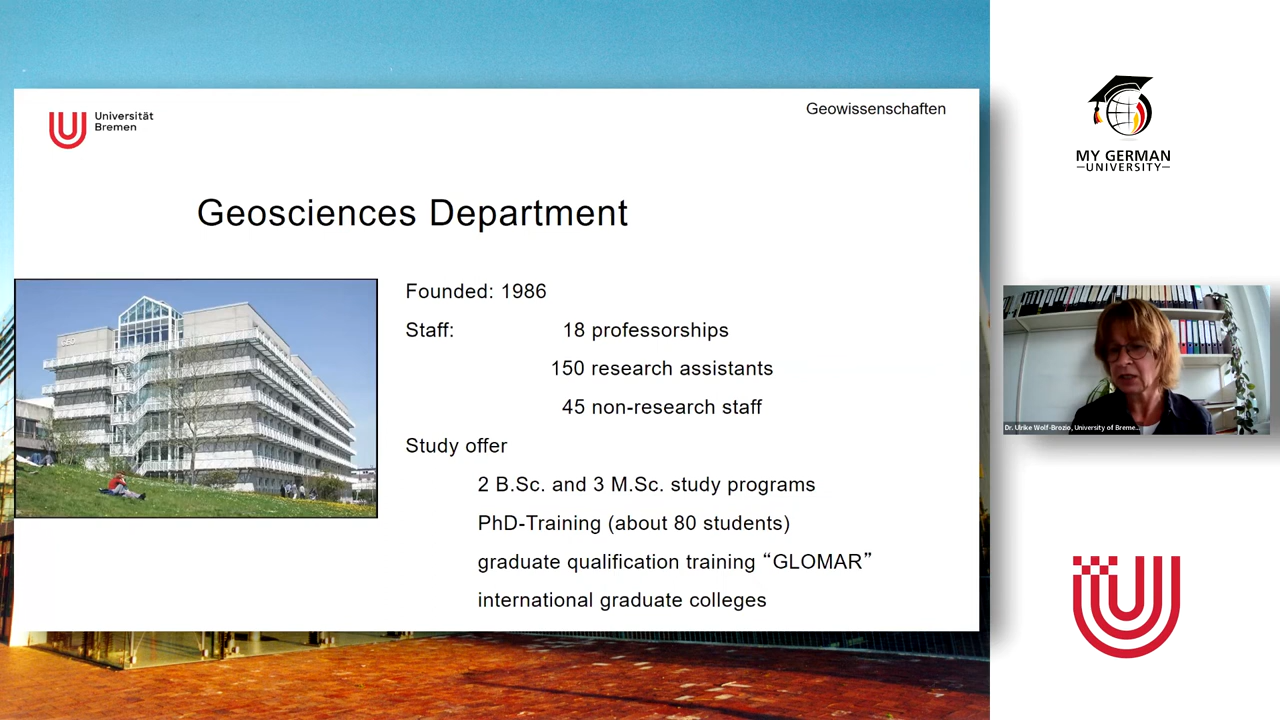 Universität
Bremen
Geowissenschaften
Geosciences Department
Founded: 1986
Staff: 18 professorships
150 research assistants
45 non-research staff
Study offer
2 B.Sc. and 3 M.Sc. study programs
PhD-Training (about 80 students)
graduate qualification training “GLOMAR”
international graduate colleges
MY GERMAN
UNIVERSITY
Dr. Ulrike Wolf-Brozio, University of Breme...